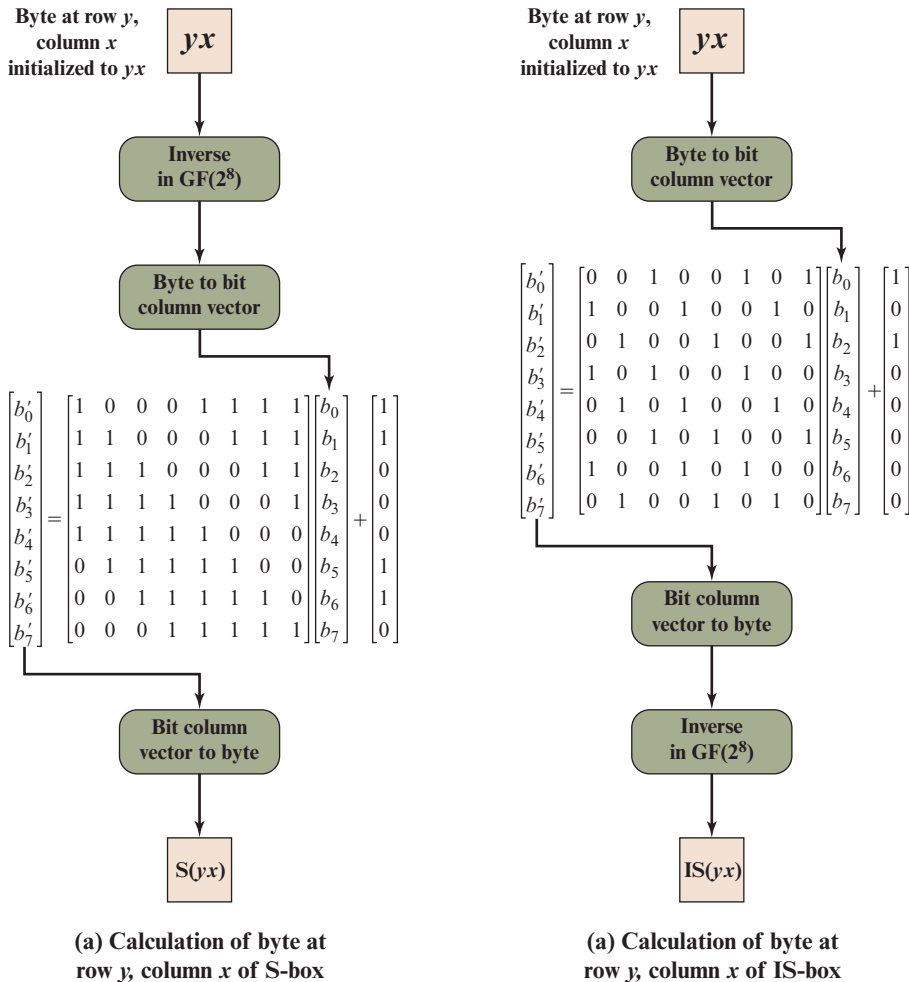 Byte at row y,
column x
initialized to yx
yx
Inverse
in GF(2⁸)
Byte to bit
column vector
b′₀ 1 0 0 0 1 1 1 1 b₀ 1
b′₁ 1 1 0 0 0 1 1 1 b₁ 1
b′₂ 1 1 1 0 0 0 1 1 b₂ 0
b′₃ = 1 1 1 1 0 0 0 1 b₃ + 0
b′₄ 1 1 1 1 1 0 0 0 b₄ 0
b′₅ 0 1 1 1 1 1 0 0 b₅ 1
b′₆ 0 0 1 1 1 1 1 0 b₆ 1
b′₇ 0 0 0 1 1 1 1 1 b₇ 0
Bit column
vector to byte
S(yx)
(a) Calculation of byte at
row y, column x of S-box
Byte at row y,
column x
initialized to yx
yx
Byte to bit
column vector
b′₀ 0 0 1 0 0 1 0 1 b₀ 1
b′₁ 1 0 0 1 0 0 1 0 b₁ 0
b′₂ 0 1 0 0 1 0 0 1 b₂ 1
b′₃ = 1 0 1 0 0 1 0 0 b₃ + 0
b′₄ 0 1 0 1 0 0 1 0 b₄ 0
b′₅ 0 0 1 0 1 0 0 1 b₅ 0
b′₆ 1 0 0 1 0 1 0 0 b₆ 0
b′₇ 0 1 0 0 1 0 1 0 b₇ 0
Bit column
vector to byte
Inverse
in GF(2⁸)
IS(yx)
(a) Calculation of byte at
row y, column x of IS-box